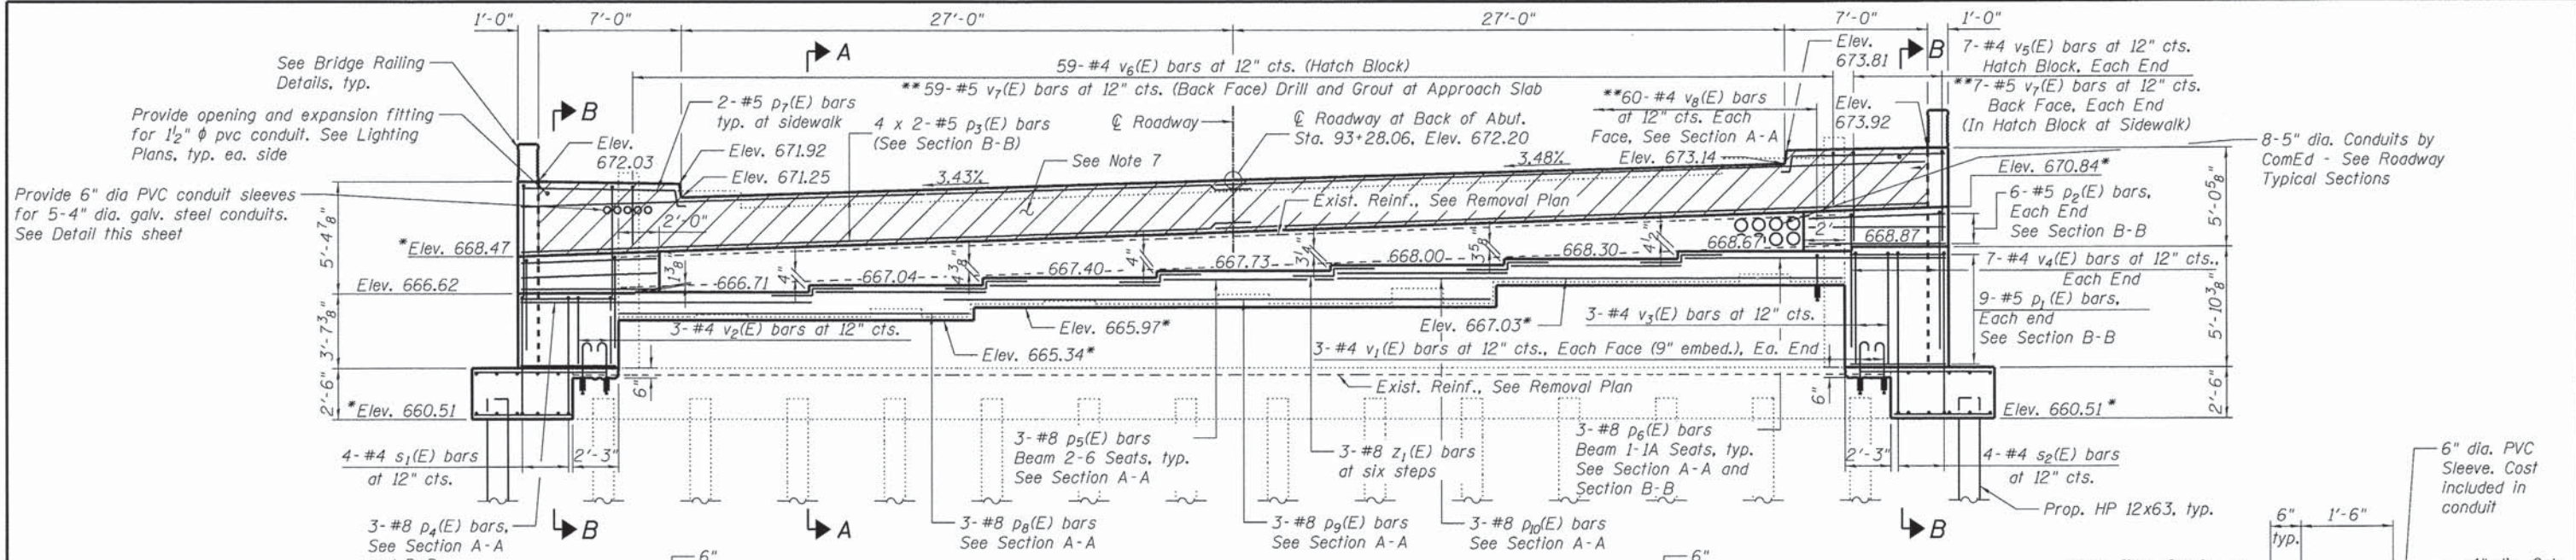 1'-0"
7'-0"
27'-0"
27'-0"
7'-0"
1'-0"
See Bridge Railing
Details, typ.
Provide opening and expansion fitting
for 1½" ϕ pvc conduit. See Lighting
Plans, typ. ea. side
Provide 6" dia PVC conduit sleeves
for 5-4" dia. galv. steel conduits.
See Detail this sheet
B
A
59-#4 v6(E) bars at 12" cts. (Hatch Block)
**59-#5 v7(E) bars at 12" cts. (Back Face) Drill and Grout at Approach Slab
2-#5 p7(E) bars
typ. at sidewalk
4 x 2-#5 p3(E) bars
(See Section B-B)
℄ Roadway
℄ Roadway at Back of Abut.
Sta. 93+28.06, Elev. 672.20
See Note 7
**60-#4 v8(E) bars
at 12" cts. Each
Face, See Section A-A
Elev.
673.81
B
7-#4 v5(E) bars at 12" cts.
Hatch Block, Each End
**7-#5 v7(E) bars at 12" cts.
Back Face, Each End
(In Hatch Block at Sidewalk)
Elev.
673.92
8-5" dia. Conduits by
ComEd - See Roadway
Typical Sections
Elev.
672.03
Elev. 671.92
Elev. 671.25
3.43%
3.48%
Elev. 673.14
Elev. 670.84*
6-#5 p2(E) bars,
Each End
See Section B-B
Exist. Reinf., See Removal Plan
2'-0"
2'
5'-4⅞"
5'-0⅝"
*Elev. 668.47
Elev. 666.62
1⅜"
666.71
4"
667.04
4⅜"
667.40
4"
667.73
3¼"
668.00
3⅝"
668.30
4½"
668.67
668.87
7-#4 v4(E) bars at 12" cts.,
Each End
9-#5 p1(E) bars,
Each end
See Section B-B
3'-7⅜"
5'-10⅜"
3-#4 v2(E) bars at 12" cts.
Elev. 665.34*
Elev. 665.97*
Elev. 667.03*
3-#4 v3(E) bars at 12" cts.
3-#4 v1(E) bars at 12" cts., Each Face (9" embed.), Ea. End
Exist. Reinf., See Removal Plan
6"
6"
2'-6"
2'-6"
*Elev. 660.51
Elev. 660.51*
4-#4 s1(E) bars
at 12" cts.
2'-3"
3-#8 p5(E) bars
Beam 2-6 Seats, typ.
See Section A-A
3-#8 z1(E) bars
at six steps
3-#8 p6(E) bars
Beam 1-1A Seats, typ.
See Section A-A and
Section B-B
2'-3"
4-#4 s2(E) bars
at 12" cts.
Prop. HP 12x63, typ.
6" dia. PVC
Sleeve. Cost
included in
conduit
3-#8 p4(E) bars,
See Section A-A
B
A
3-#8 p8(E) bars
See Section A-A
3-#8 p9(E) bars
See Section A-A
3-#8 p10(E) bars
See Section A-A
B
6"
typ.
1'-6"
6"
6"